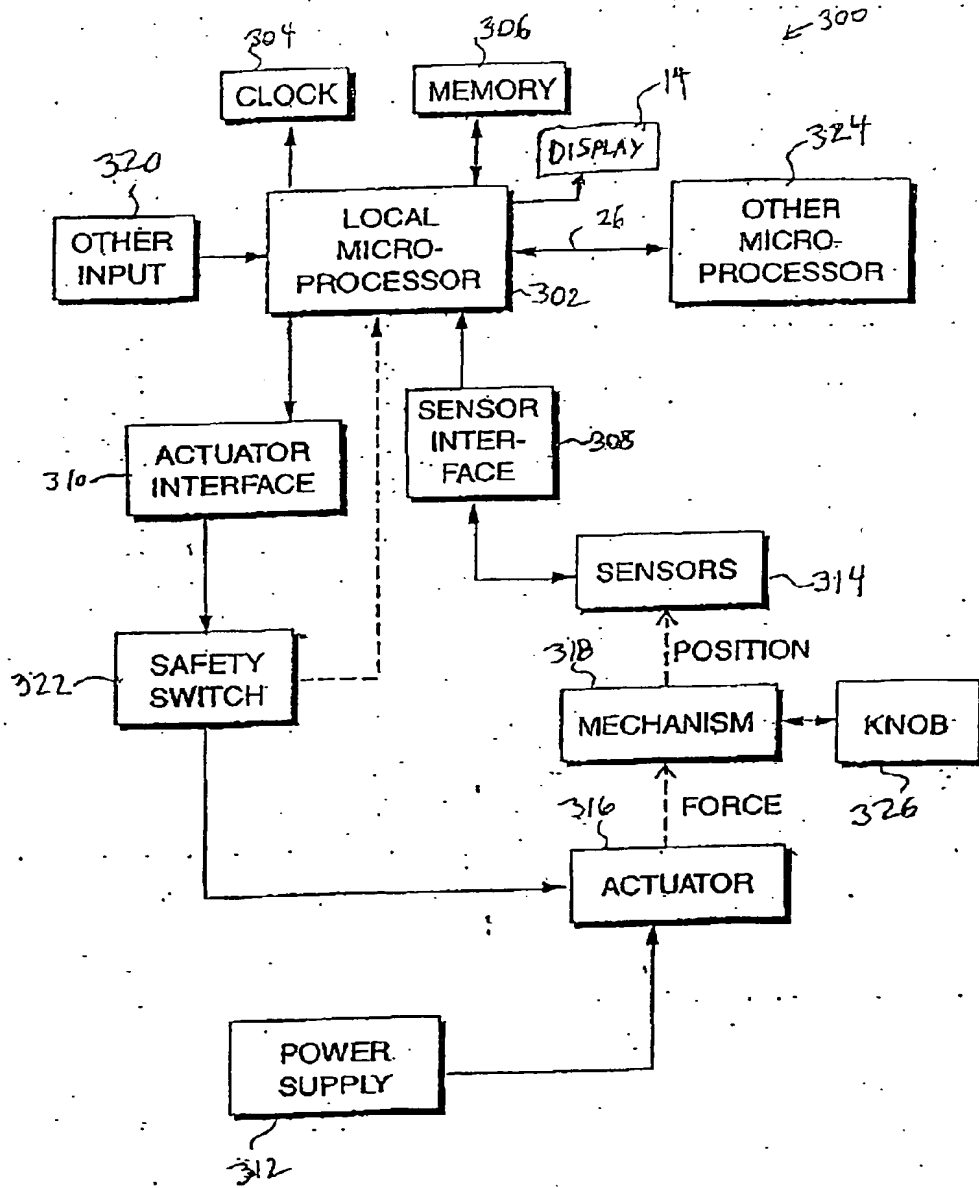 300
304
306
CLOCK
MEMORY
14
DISPLAY
320
324
OTHER
INPUT
LOCAL
MICRO-
PROCESSOR
26
OTHER
MICRO-
PROCESSOR
302
ACTUATOR
INTERFACE
310
SENSOR
INTER-
FACE
308
SENSORS
314
SAFETY
SWITCH
322
318
POSITION
MECHANISM
KNOB
326
316
FORCE
ACTUATOR
POWER
SUPPLY
312